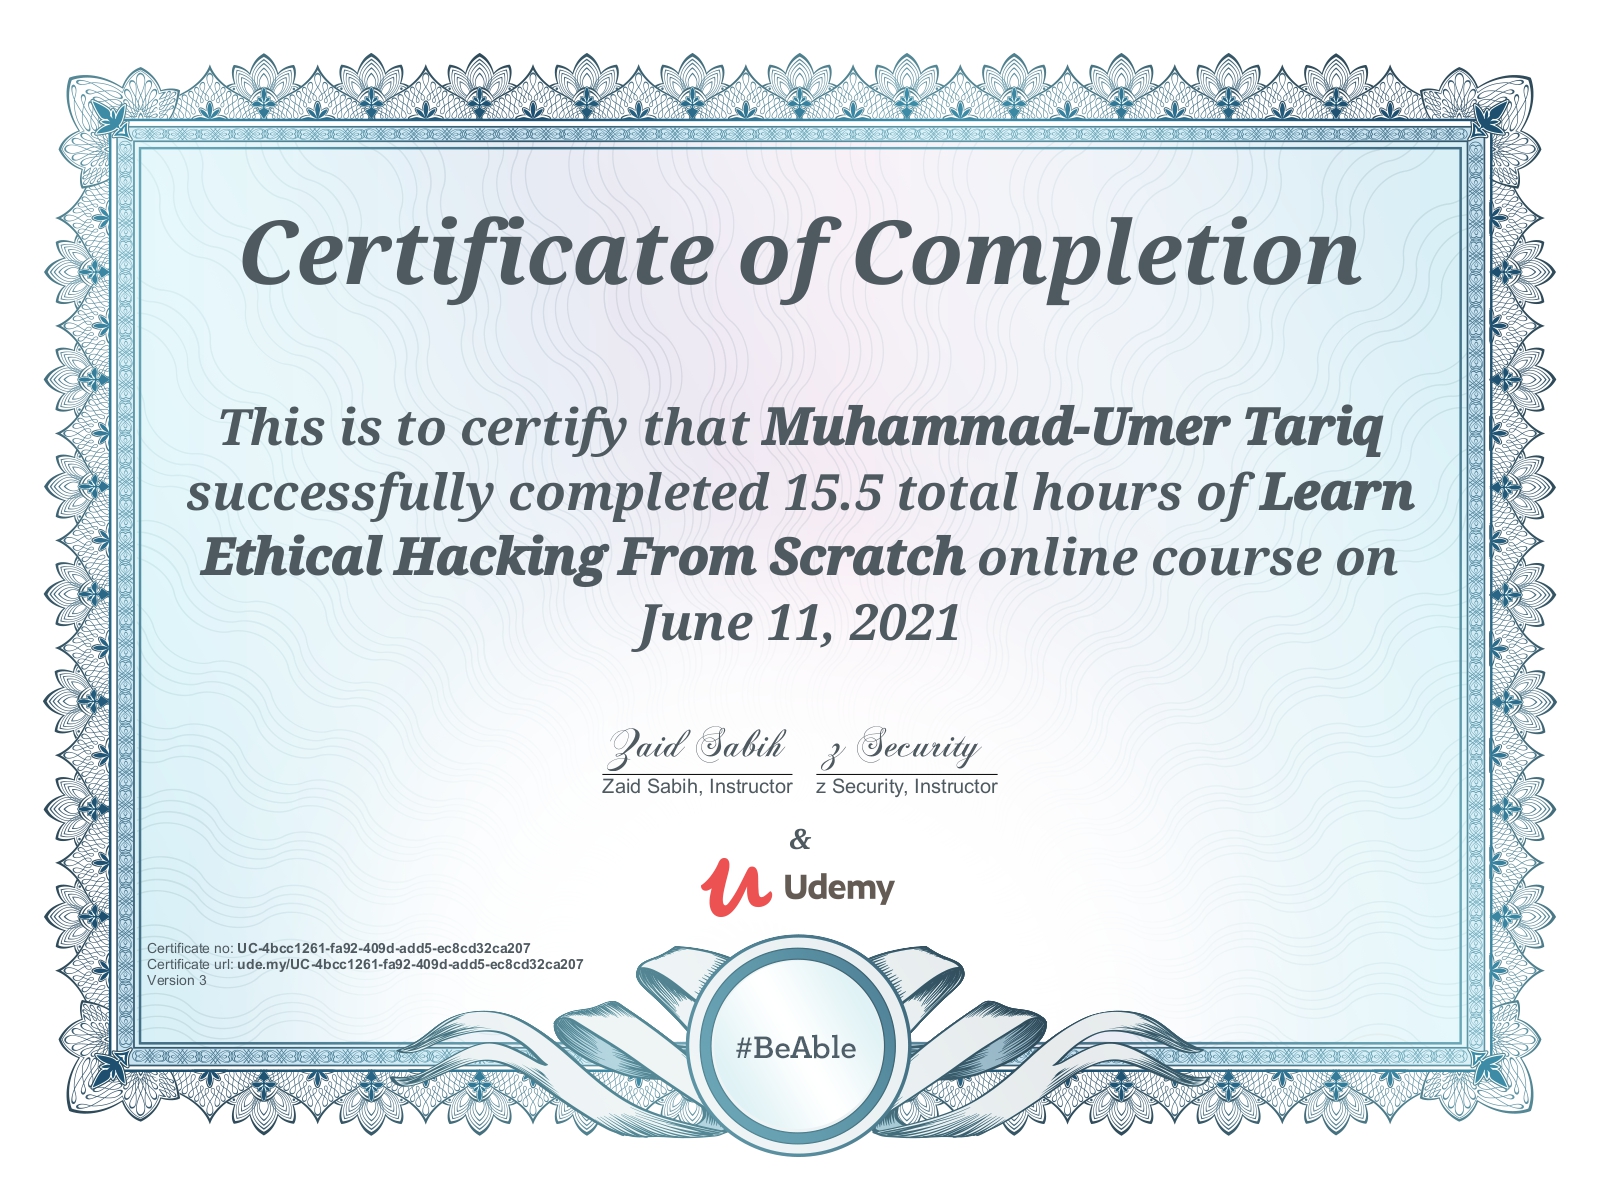 Certificate of Completion
This is to certify that Muhammad-Umer Tariq
successfully completed 15.5 total hours of Learn
Ethical Hacking From Scratch online course on
June 11, 2021
Zaid Sabih z Security
Zaid Sabih, Instructor z Security, Instructor
&
Udemy
Certificate no: UC-4bcc1261-fa92-409d-add5-ec8cd32ca207
Certificate url: ude.my/UC-4bcc1261-fa92-409d-add5-ec8cd32ca207
Version 3
#BeAble